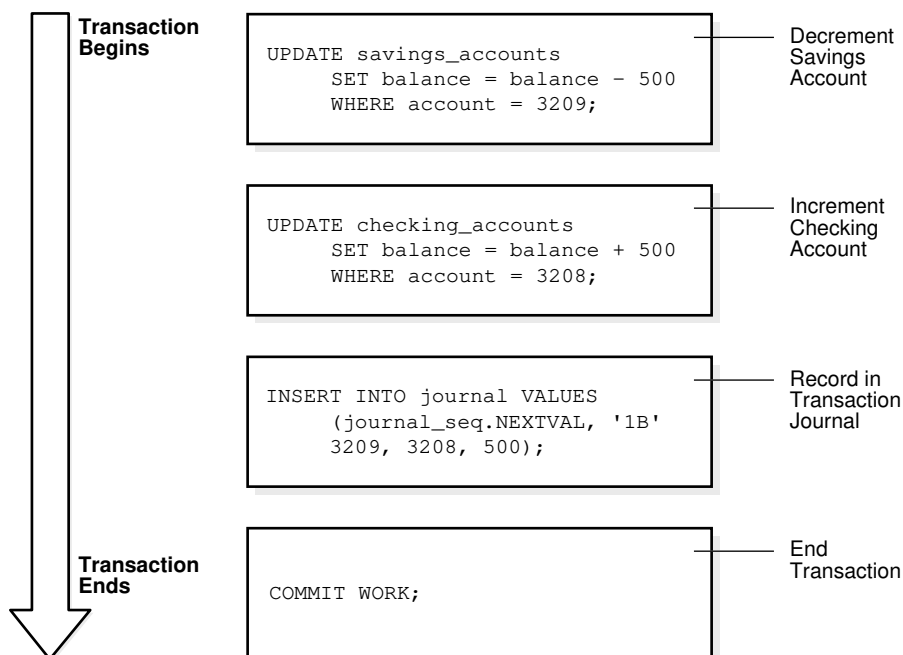 Transaction
Begins
UPDATE savings_accounts
SET balance = balance - 500
WHERE account = 3209;
Decrement
Savings
Account
UPDATE checking_accounts
SET balance = balance + 500
WHERE account = 3208;
Increment
Checking
Account
INSERT INTO journal VALUES
(journal_seq.NEXTVAL, '1B'
3209, 3208, 500);
Record in
Transaction
Journal
Transaction
Ends
COMMIT WORK;
End
Transaction